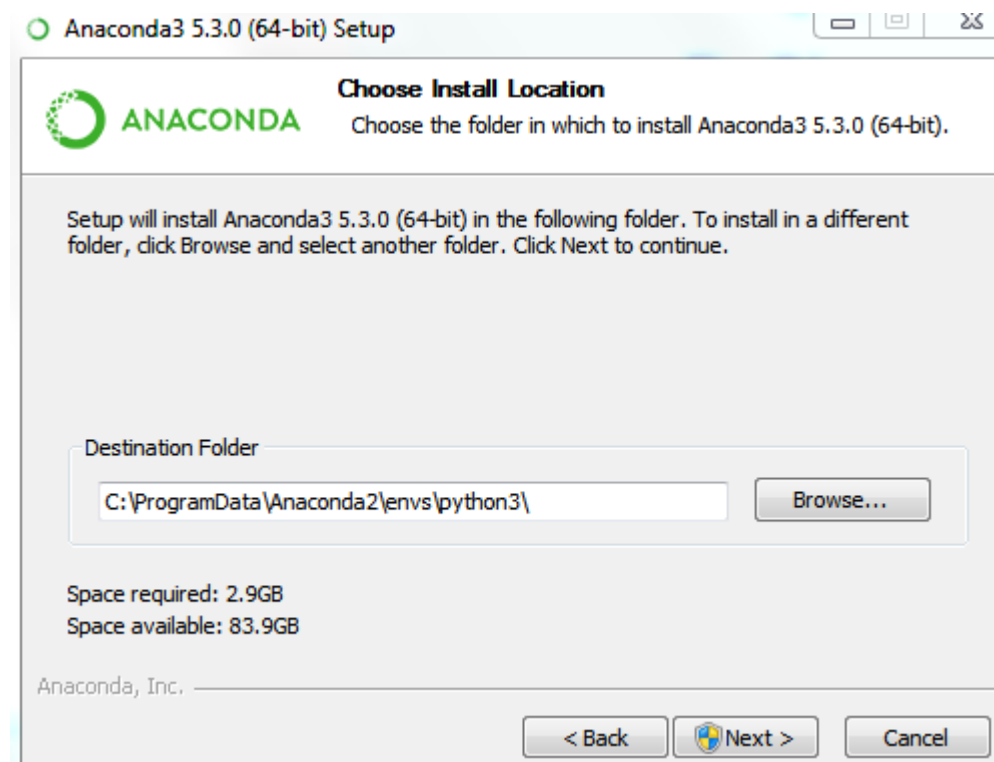 Anaconda3 5.3.0 (64-bit) Setup
ANACONDA
Choose Install Location
Choose the folder in which to install Anaconda3 5.3.0 (64-bit).
Setup will install Anaconda3 5.3.0 (64-bit) in the following folder. To install in a different
folder, click Browse and select another folder. Click Next to continue.
Destination Folder
C:\ProgramData\Anaconda2\envs\python3\
Browse...
Space required: 2.9GB
Space available: 83.9GB
Anaconda, Inc.
< Back
Next >
Cancel